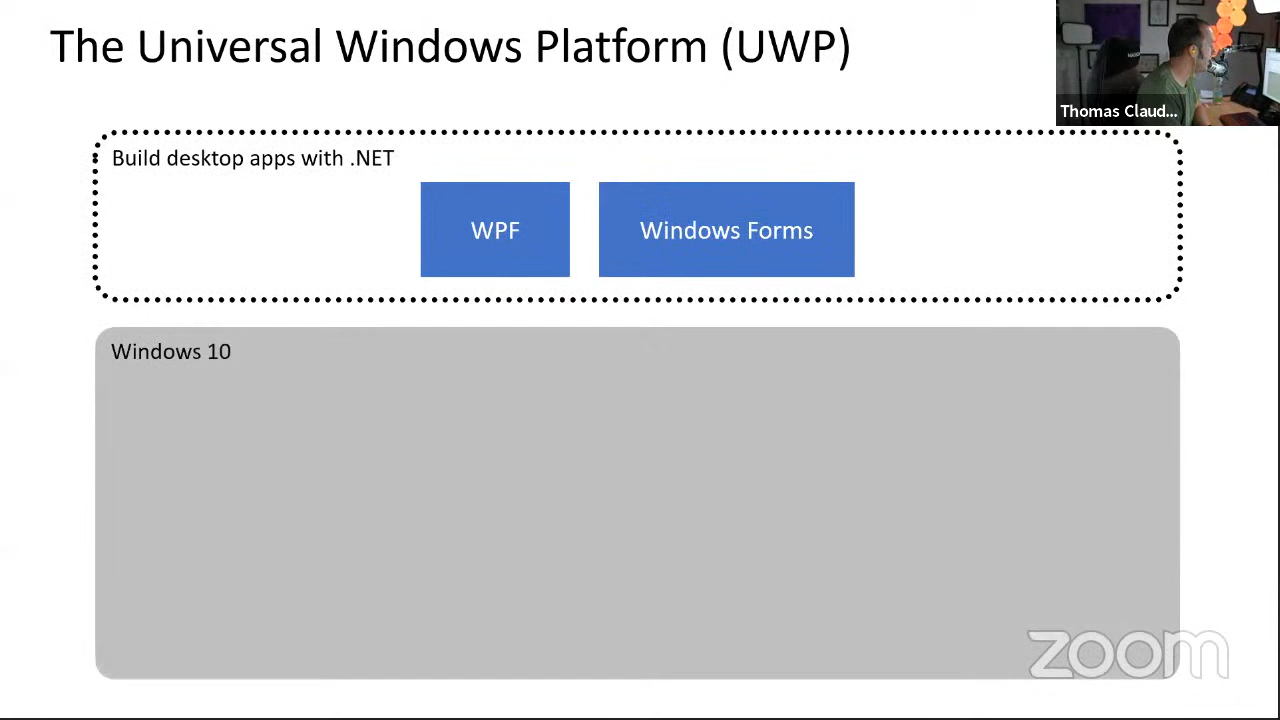 The Universal Windows Platform (UWP)
Thomas Claud...
Build desktop apps with .NET
WPF
Windows Forms
Windows 10
zoom